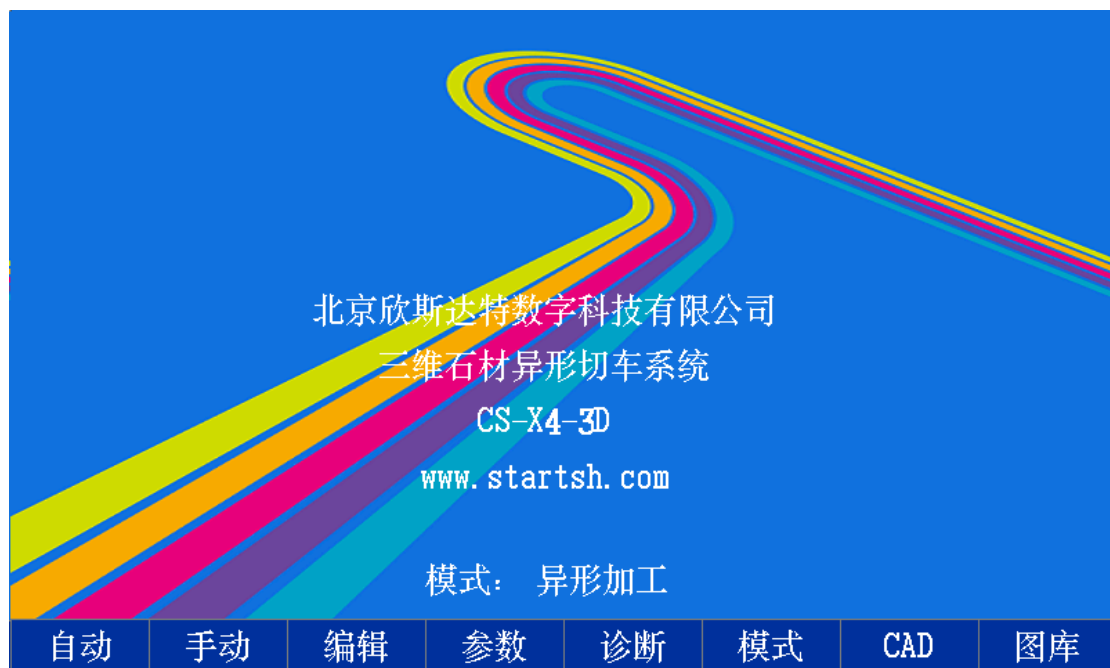 北京欣斯达特数字科技有限公司
三维石材异形切车系统
CS-X4-3D
www.startsh.com
模式： 异形加工
自动 手动 编辑 参数 诊断 模式 CAD 图库